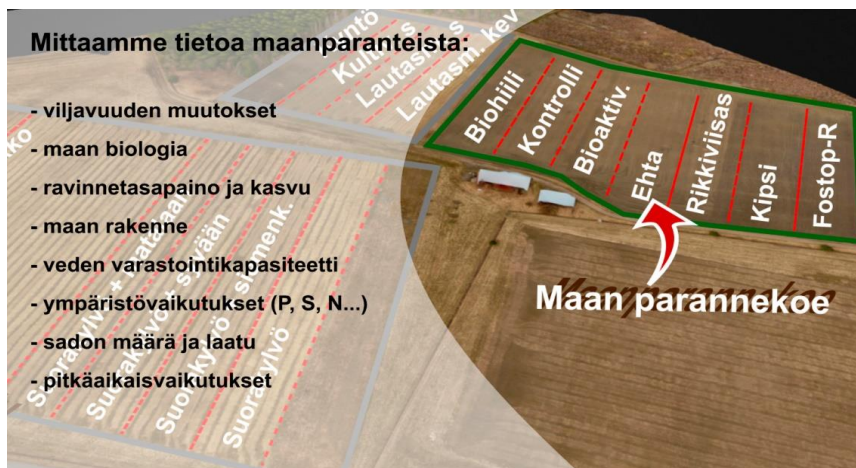 Mittaamme tietoa maanparanteista:
- viljavuuden muutokset
- maan biologia
- ravinnetasapaino ja kasvu
- maan rakenne
- veden varastointikapasiteetti
- ympäristövaikutukset (P, S, N...)
- sadon määrä ja laatu
- pitkäaikaisvaikutukset
Biohiili
Kontrolli
Bioaktiv.
Ehta
Rikkiviisas
Kipsi
Fostop-R
Maan parannekoe
Suorakylvö